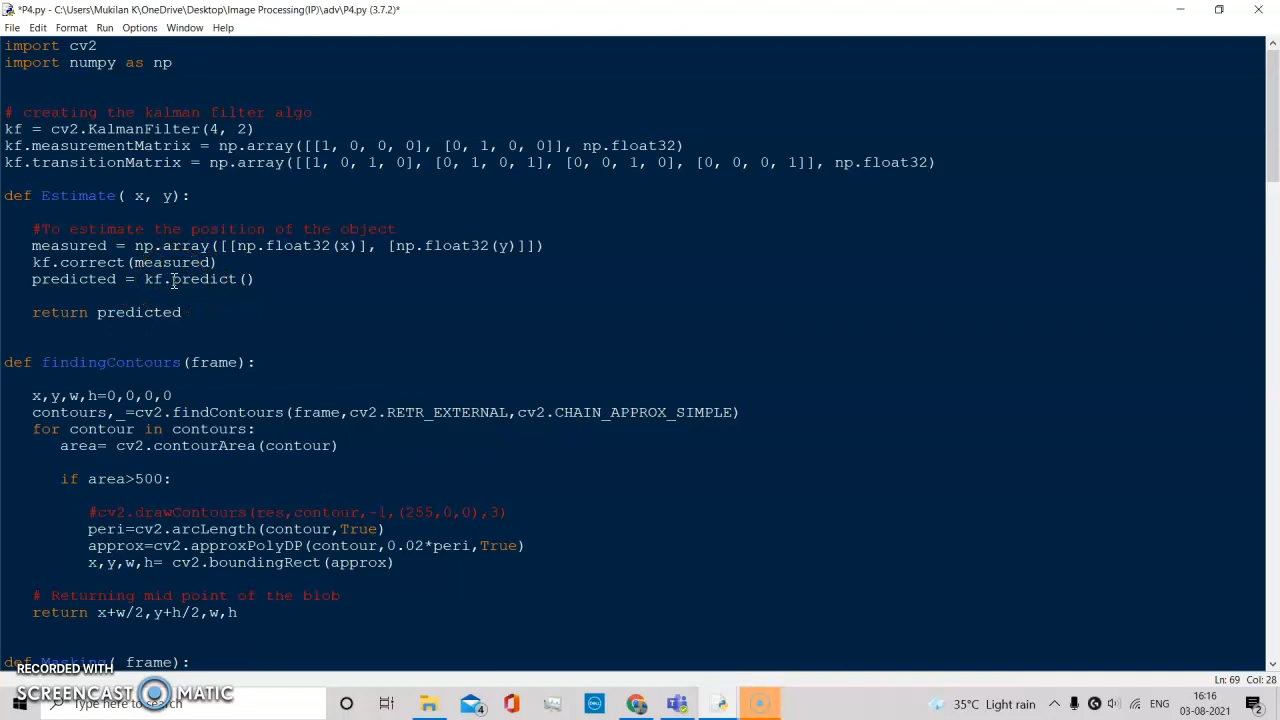 *P4.py - C:\Users\Mukilan K\OneDrive\Desktop\Image Processing(IP)\adv\P4.py (3.7.2)*
File Edit Format Run Options Window Help
import cv2
import numpy as np
# creating the kalman filter algo
kf = cv2.KalmanFilter(4, 2)
kf.measurementMatrix = np.array([[1, 0, 0, 0], [0, 1, 0, 0]], np.float32)
kf.transitionMatrix = np.array([[1, 0, 1, 0], [0, 1, 0, 1], [0, 0, 1, 0], [0, 0, 0, 1]], np.float32)
def Estimate( x, y):
#To estimate the position of the object
measured = np.array([[np.float32(x)], [np.float32(y)]])
kf.correct(measured)
predicted = kf.predict()
return predicted
def findingContours(frame):
x,y,w,h=0,0,0,0
contours,_=cv2.findContours(frame,cv2.RETR_EXTERNAL,cv2.CHAIN_APPROX_SIMPLE)
for contour in contours:
area= cv2.contourArea(contour)
if area>500:
#cv2.drawContours(res,contour,-1,(255,0,0),3)
peri=cv2.arcLength(contour,True)
approx=cv2.approxPolyDP(contour,0.02*peri,True)
x,y,w,h= cv2.boundingRect(approx)
# Returning mid point of the blob
return x+w/2,y+h/2,w,h
def Masking( frame):
RECORDED WITH
SCREENCAST MATIC
Ln: 69 Col: 28
Type here to search
4
DELL
35°C Light rain
ENG
16:16
03-08-2021
2